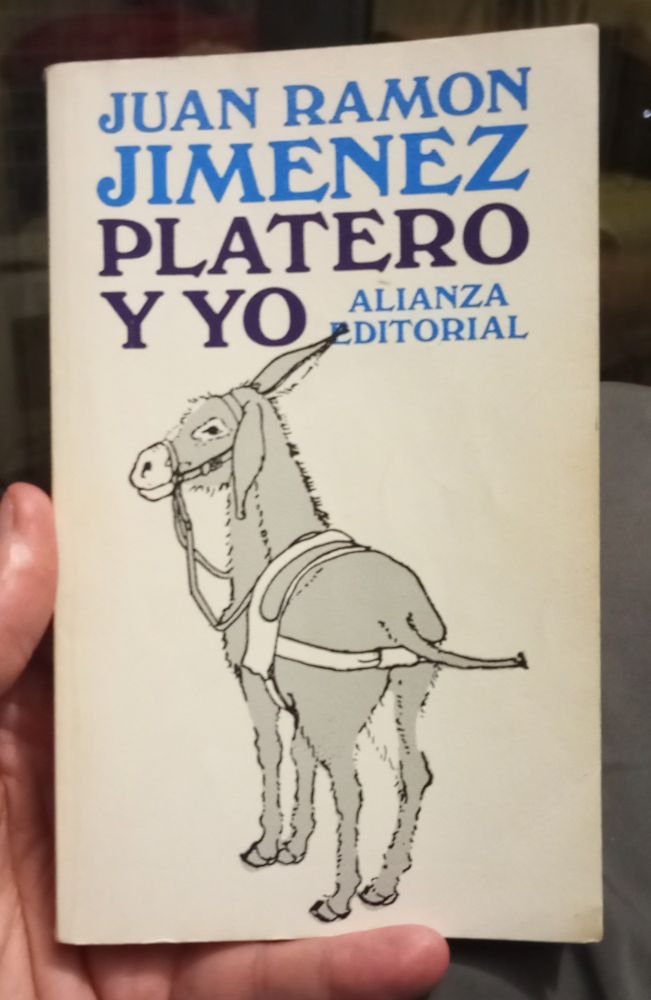 JUAN RAMON
JIMENEZ
PLATERO
Y YO
ALIANZA
EDITORIAL